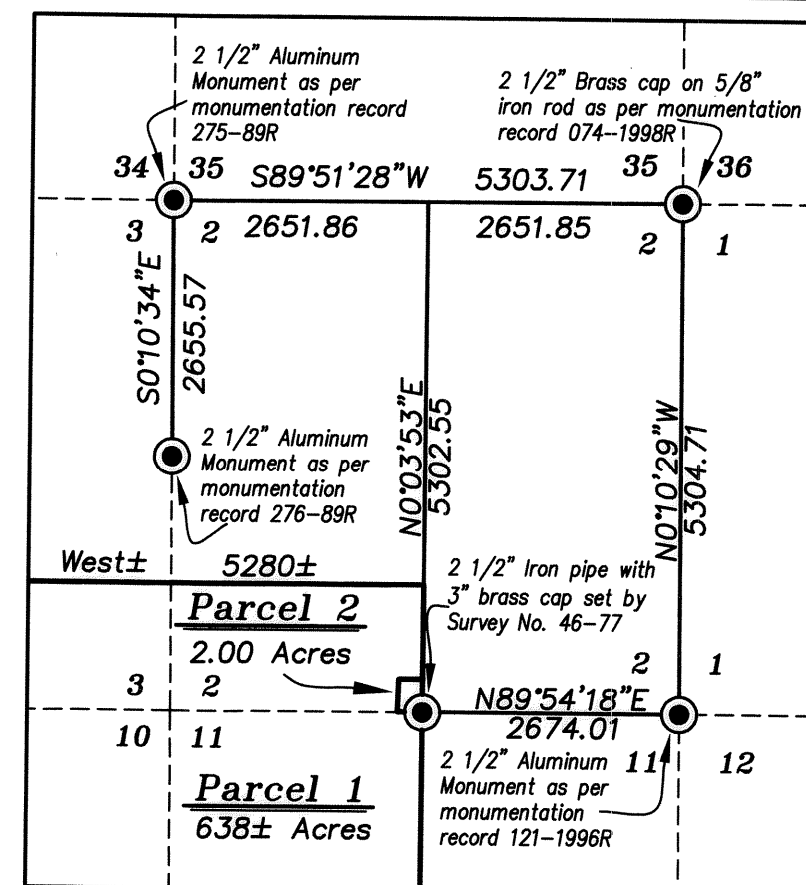 2 1/2" Aluminum
Monument as per
monumentation record
275-89R
2 1/2" Brass cap on 5/8"
iron rod as per monumentation
record 074-1998R
34 35
S89°51'28"W 5303.71
35 36
3 2
2651.86
2651.85
2 1
S0°10'34"E
2655.57
N0°03'53"E
5302.55
N0°10'29"W
5304.71
2 1/2" Aluminum
Monument as per
monumentation
record 276-89R
West± 5280±
2 1/2" Iron pipe with
3" brass cap set by
Survey No. 46-77
Parcel 2
2.00 Acres
3 2
2 1
N89°54'18"E
2674.01
10 11
11 12
2 1/2" Aluminum
Monument as per
monumentation
record 121-1996R
Parcel 1
638± Acres